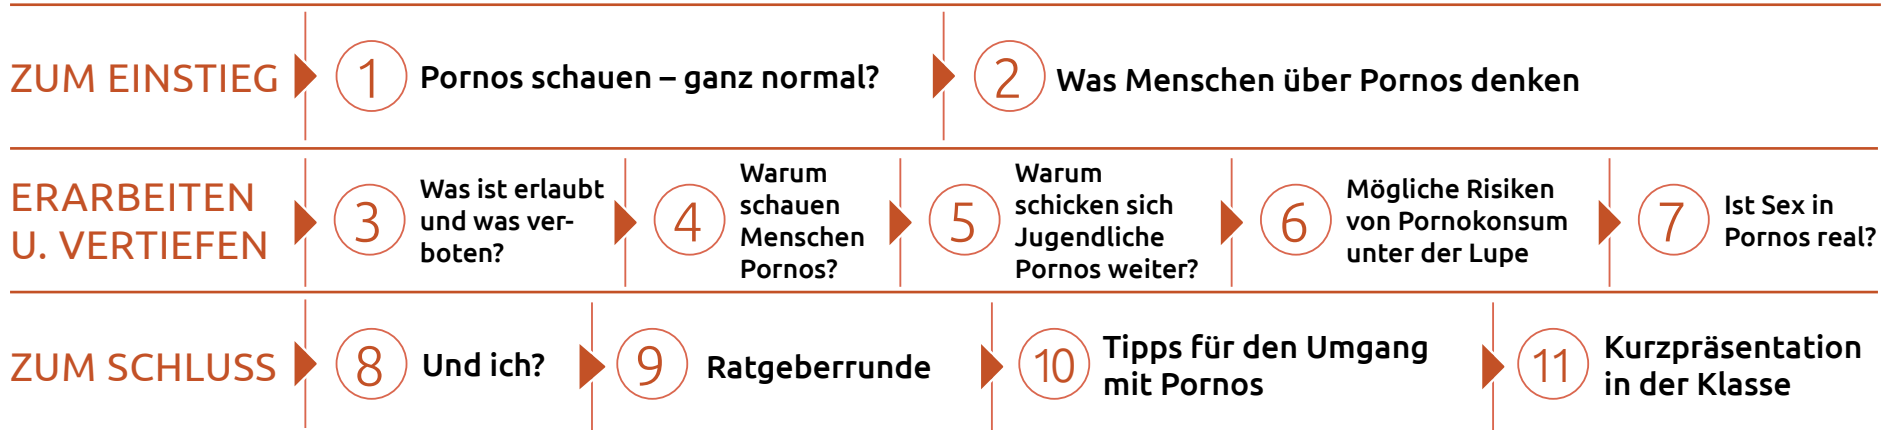 ZUM EINSTIEG
1
Pornos schauen – ganz normal?
2
Was Menschen über Pornos denken
ERARBEITEN
U. VERTIEFEN
3
Was ist erlaubt
und was ver-
boten?
4
Warum
schauen
Menschen
Pornos?
5
Warum
schicken sich
Jugendliche
Pornos weiter?
6
Mögliche Risiken
von Pornokonsum
unter der Lupe
7
Ist Sex in
Pornos real?
ZUM SCHLUSS
8
Und ich?
9
Ratgeberrunde
10
Tipps für den Umgang
mit Pornos
11
Kurzpräsentation
in der Klasse